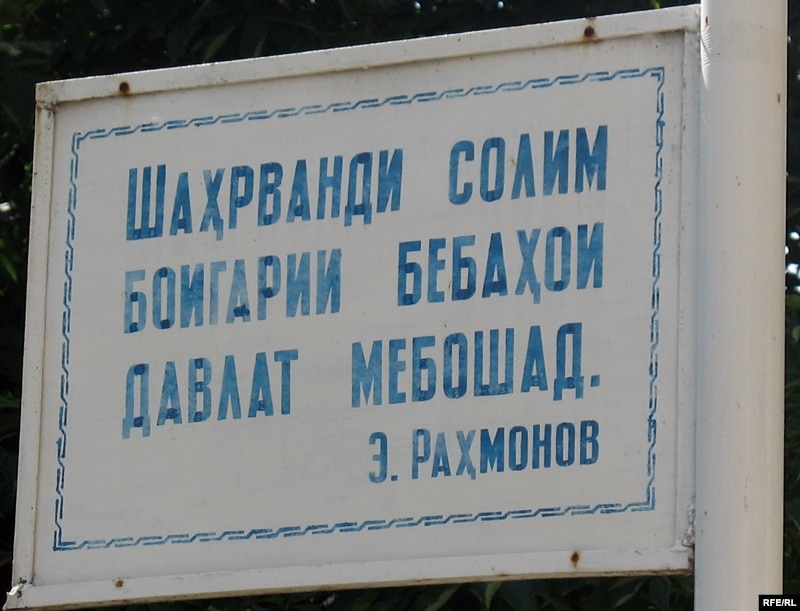 ШАҲРВАНДИ СОЛИМ
БОИГАРИИ БЕБАҲОИ
ДАВЛАТ МЕБОШАД.
Э. РАҲМОНОВ
RFE/RL